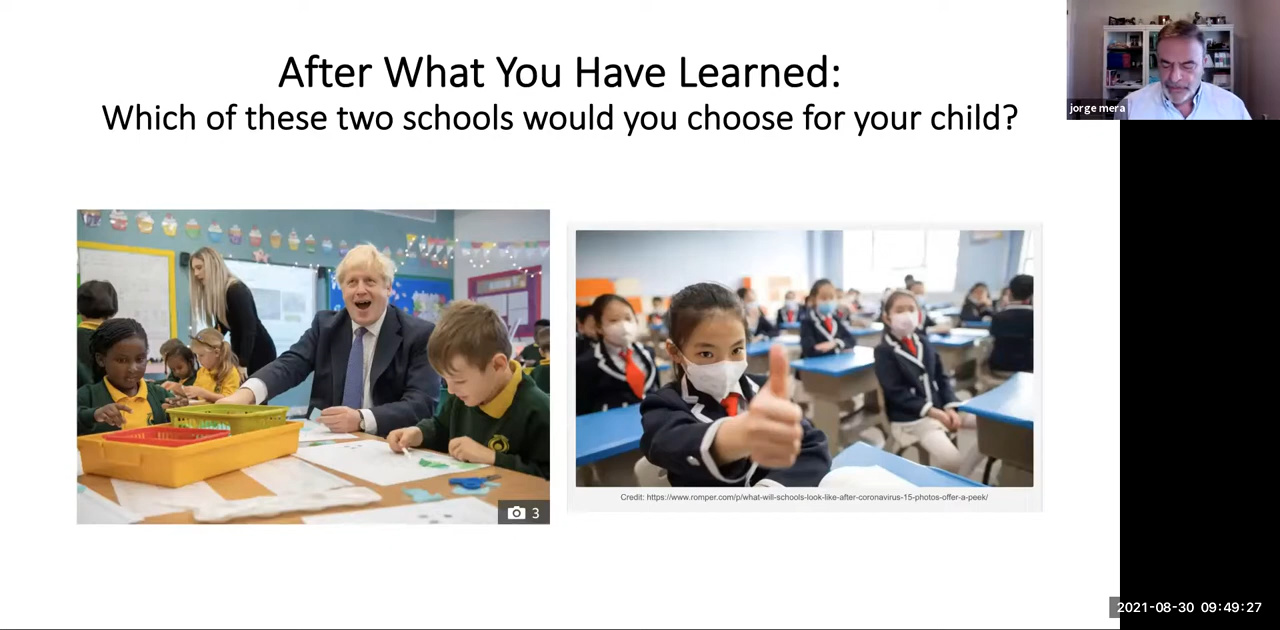 After What You Have Learned:
Which of these two schools would you choose for your child?
jorge mera
3
Credit: https://www.romper.com/p/what-will-schools-look-like-after-coronavirus-15-photos-offer-a-peek/
2021-08-30 09:49:27